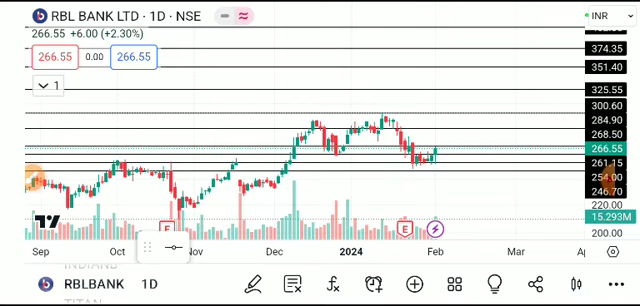 RBL BANK LTD · 1D · NSE
INR
266.55 +6.00 (+2.30%)
266.55 0.00 266.55
1
374.35
351.40
325.55
300.60
284.90
268.50
266.55
261.15
254.00
246.70
220.00
15.293M
200.00
E
E
Sep Oct Nov Dec 2024 Feb Mar
RBLBANK 1D
TITAN